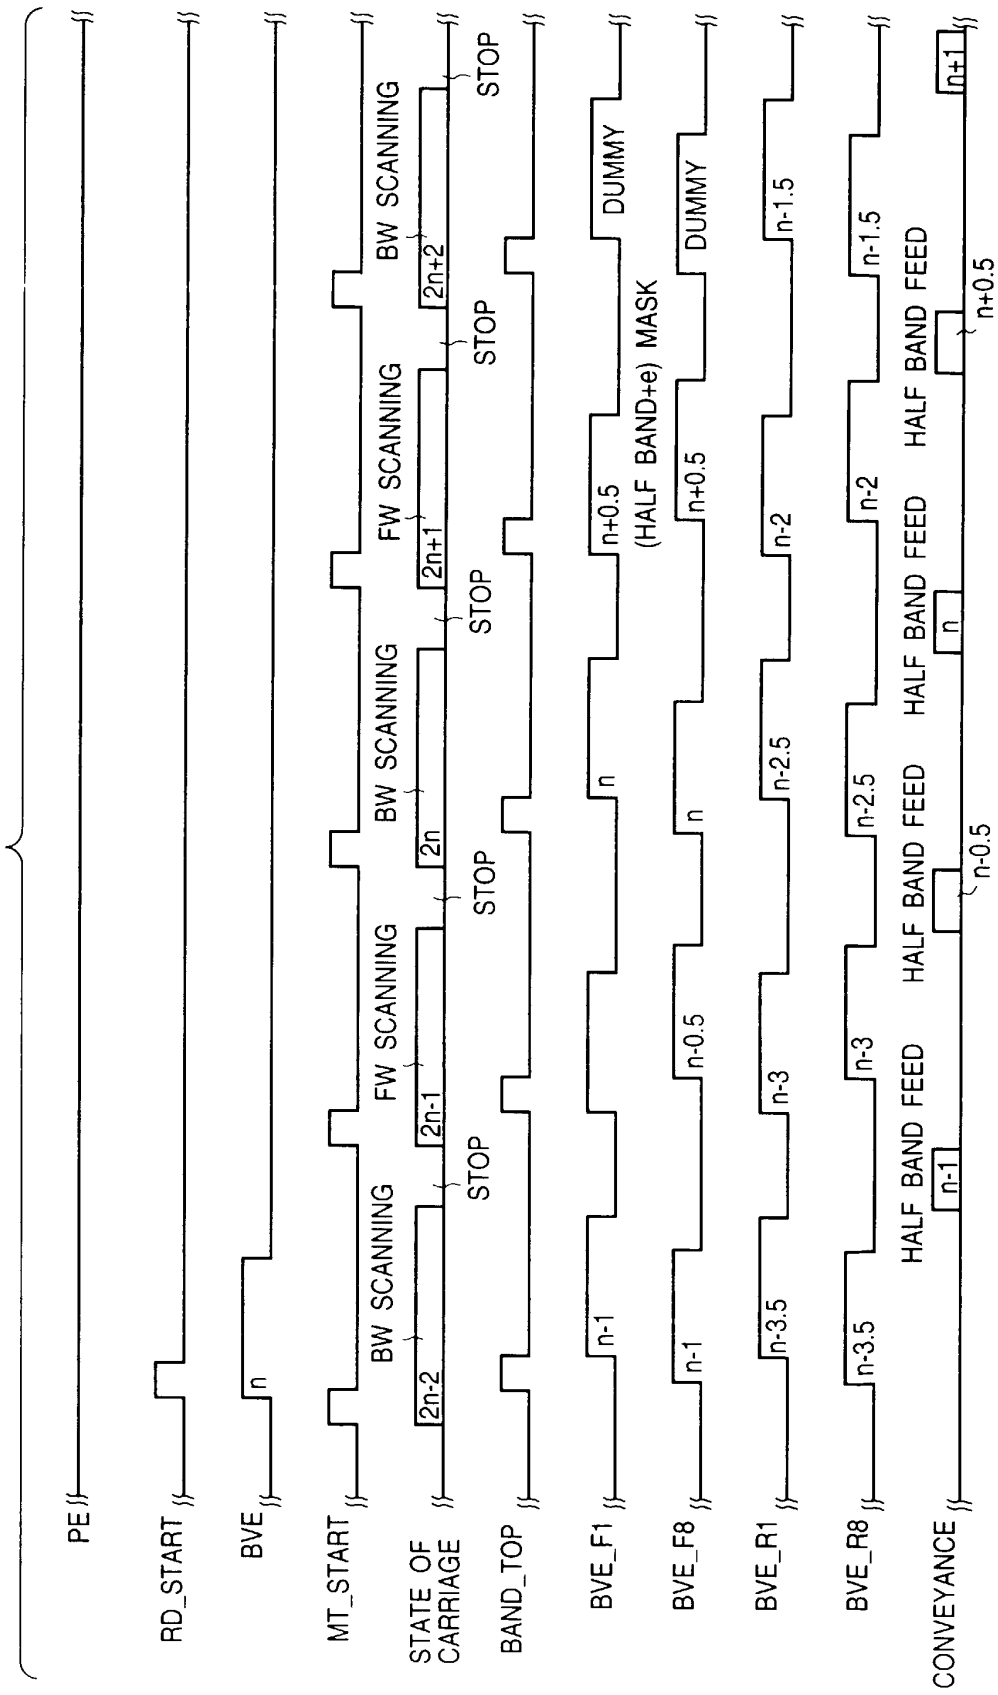 PE
RD_START
BVE
n
MT_START
STATE OF
CARRIAGE
2n-2
BW SCANNING
STOP
2n-1
FW SCANNING
STOP
2n
BW SCANNING
STOP
2n+1
FW SCANNING
STOP
2n+2
BW SCANNING
STOP
BAND_TOP
BVE_F1
n-1
n
n+0.5
DUMMY
(HALF BAND+e) MASK
BVE_F8
n-1
n-0.5
n
n+0.5
DUMMY
BVE_R1
n-3.5
n-3
n-2.5
n-2
n-1.5
BVE_R8
n-3.5
n-3
n-2.5
n-2
n-1.5
CONVEYANCE
HALF BAND FEED
n-1
HALF BAND FEED
n-0.5
HALF BAND FEED
n
HALF BAND FEED
n+0.5
n+1